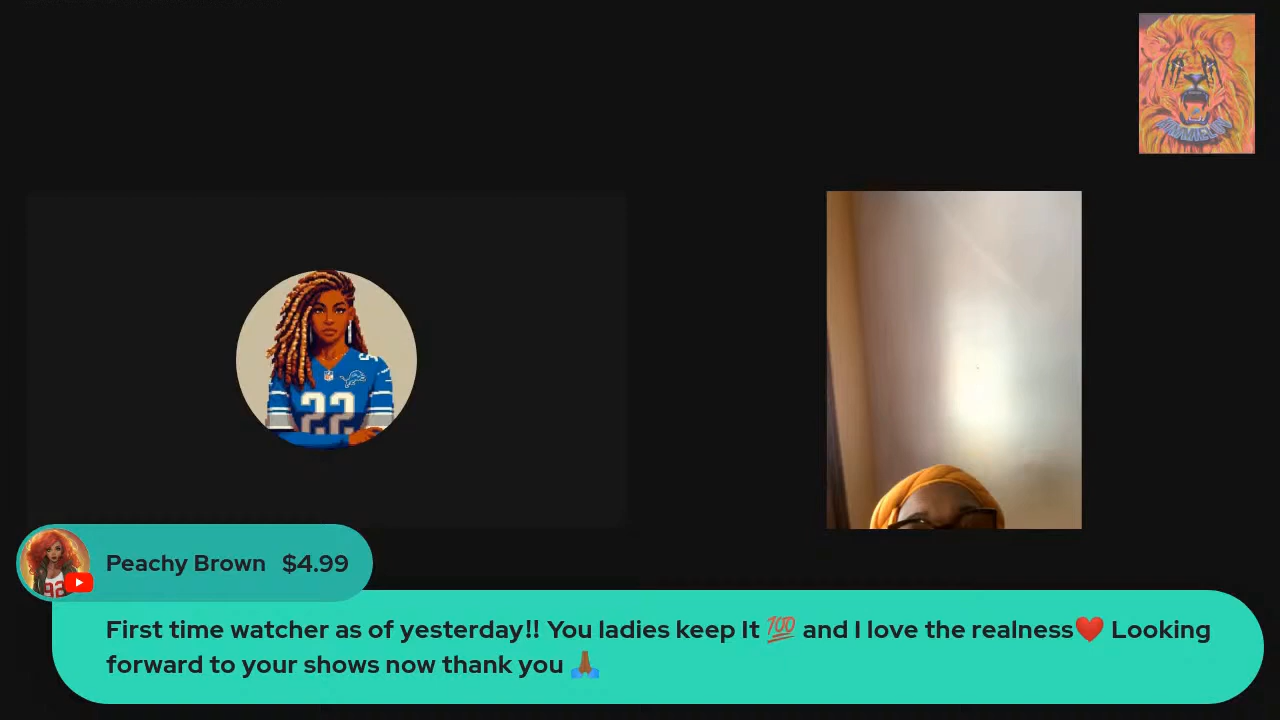 22
Peachy Brown $4.99
First time watcher as of yesterday!! You ladies keep It 💯 and I love the realness❤️ Looking
forward to your shows now thank you 🙏🏾